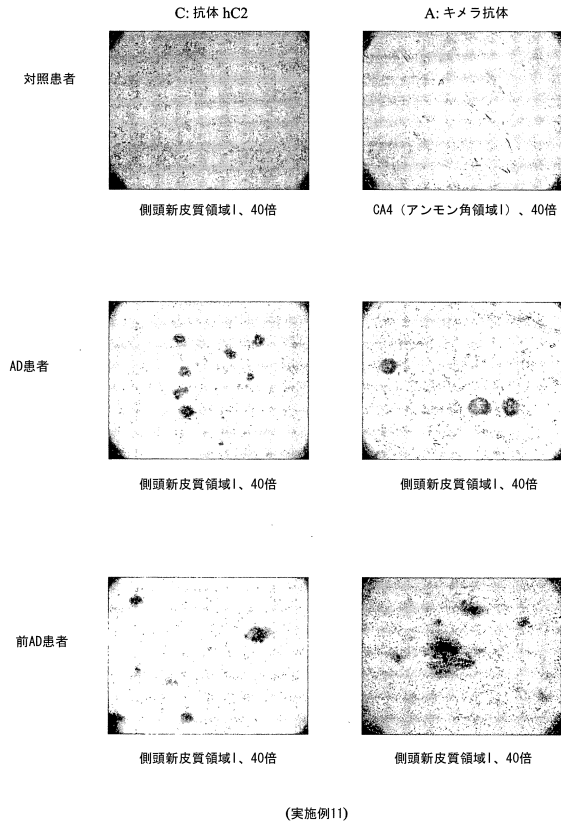 C: 抗体 hC2
A: キメラ抗体
対照患者
側頭新皮質領域I、40倍
CA4（アンモン角領域I）、40倍
AD患者
側頭新皮質領域I、40倍
側頭新皮質領域I、40倍
前AD患者
側頭新皮質領域I、40倍
側頭新皮質領域I、40倍
(実施例11)